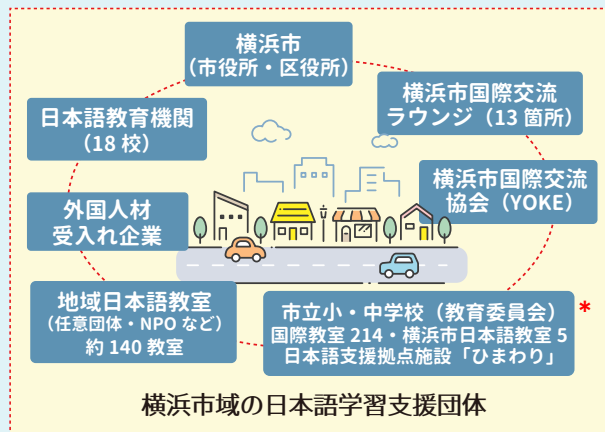 横浜市
(市役所・区役所)
横浜市国際交流
ラウンジ(13 箇所)
日本語教育機関
(18 校)
横浜市国際交流
協会(YOKE)
外国人材
受入れ企業
地域日本語教室
(任意団体・NPO など)
約 140 教室
市立小・中学校(教育委員会)*
国際教室 214・横浜市日本語教室 5
日本語支援拠点施設「ひまわり」
横浜市域の日本語学習支援団体